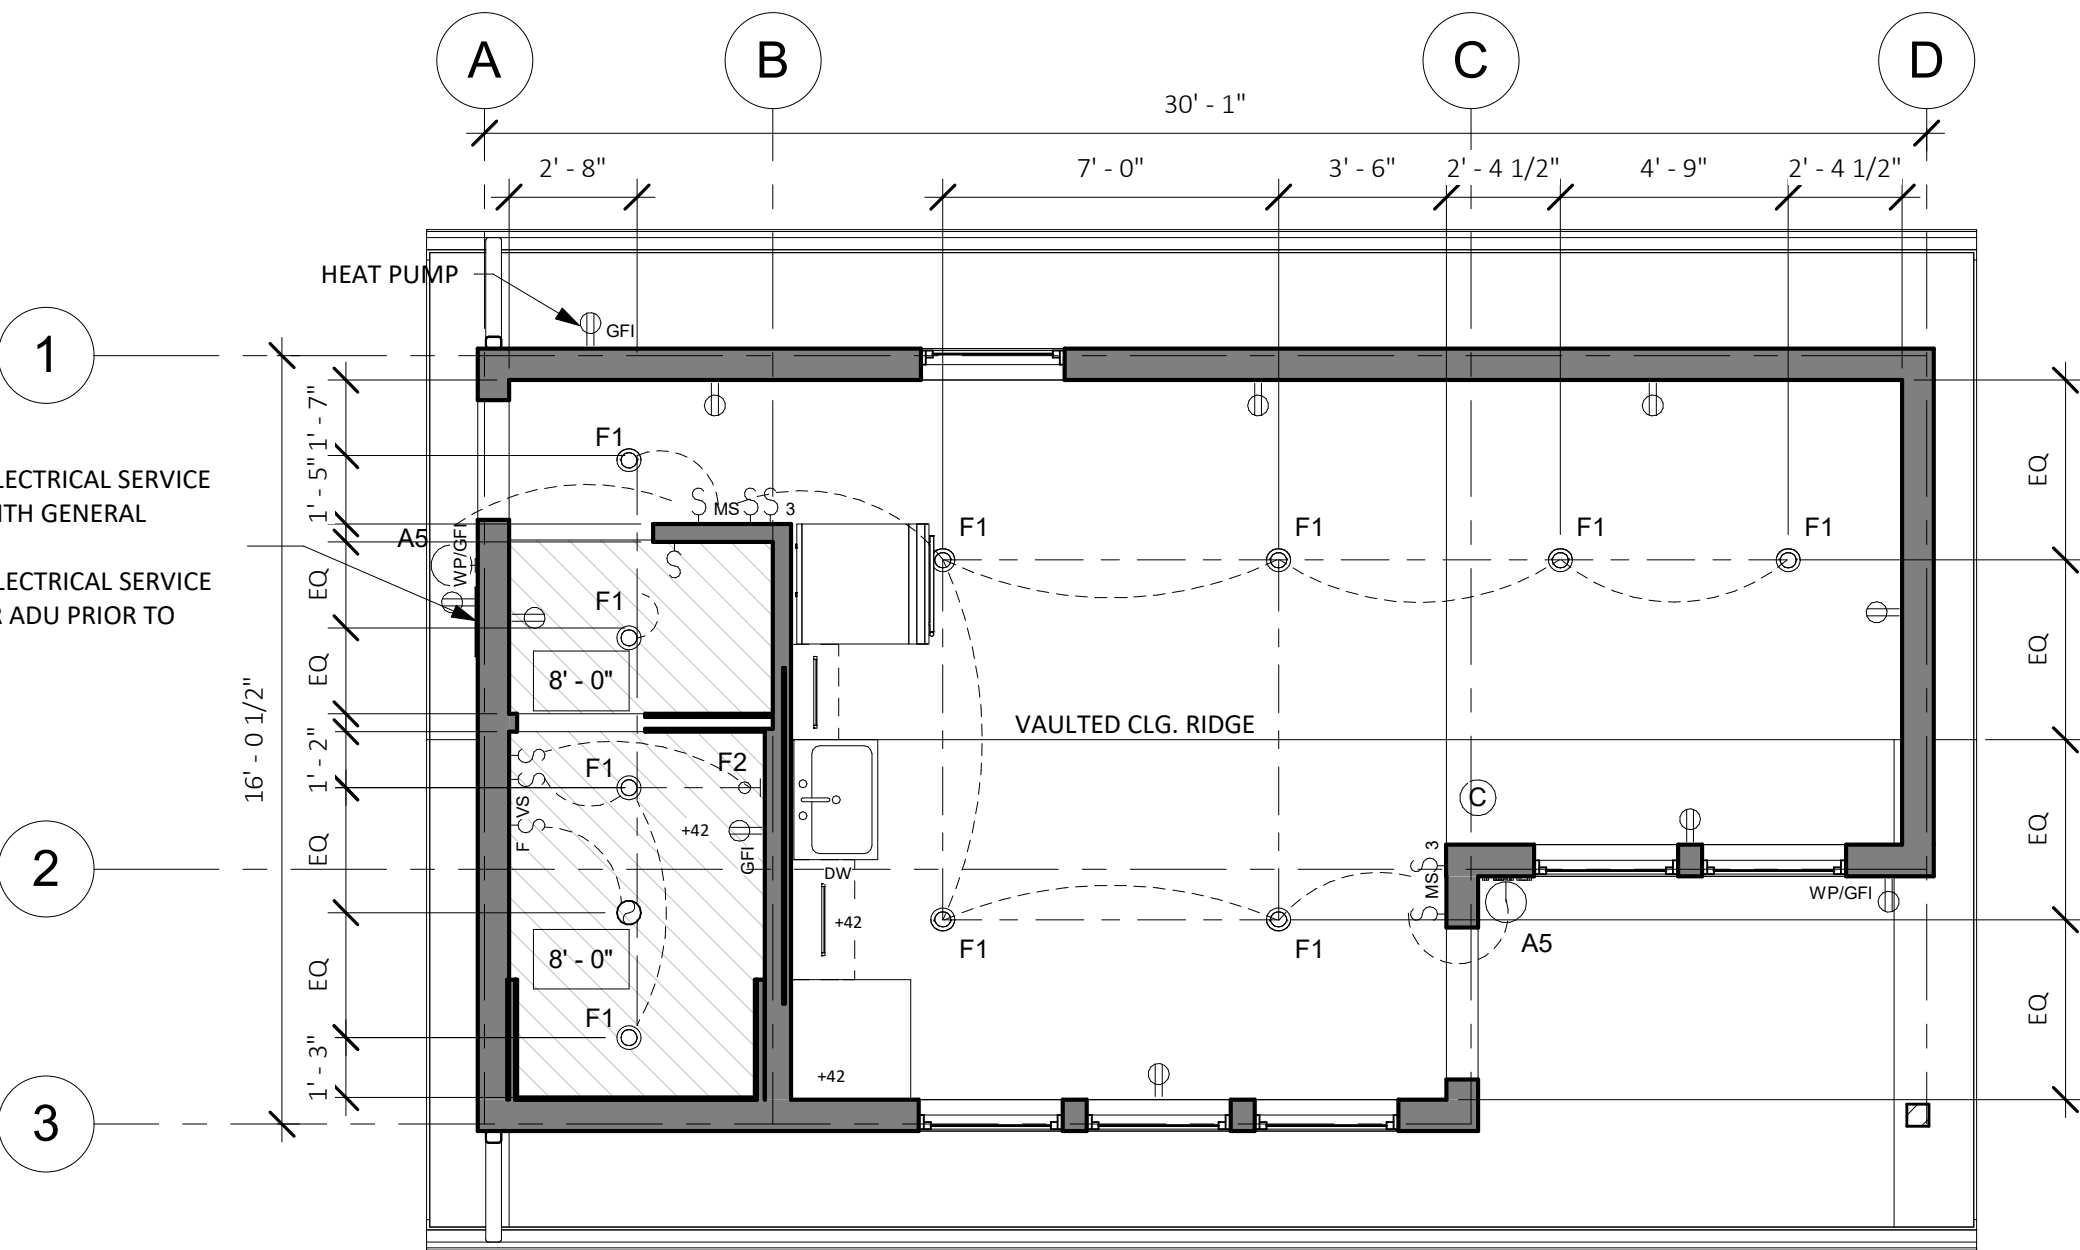 A
B
C
D
30' - 1"
2' - 8"
7' - 0"
3' - 6"
2' - 4 1/2"
4' - 9"
2' - 4 1/2"
HEAT PUMP
GFI
1
1' - 7"
F1
1' - 5"
LECTRICAL SERVICE
ITH GENERAL
MS
3
A5
WP/GFI
F1
F1
F1
F1
EQ
EQ
LECTRICAL SERVICE
R ADU PRIOR TO
F1
EQ
EQ
8' - 0"
16' - 0 1/2"
VAULTED CLG. RIDGE
1' - 2"
F1
F2
VS
F
+42
GFI
C
EQ
2
EQ
DW
3
MS
WP/GFI
+42
F1
F1
A5
8' - 0"
EQ
EQ
F1
1' - 3"
+42
3